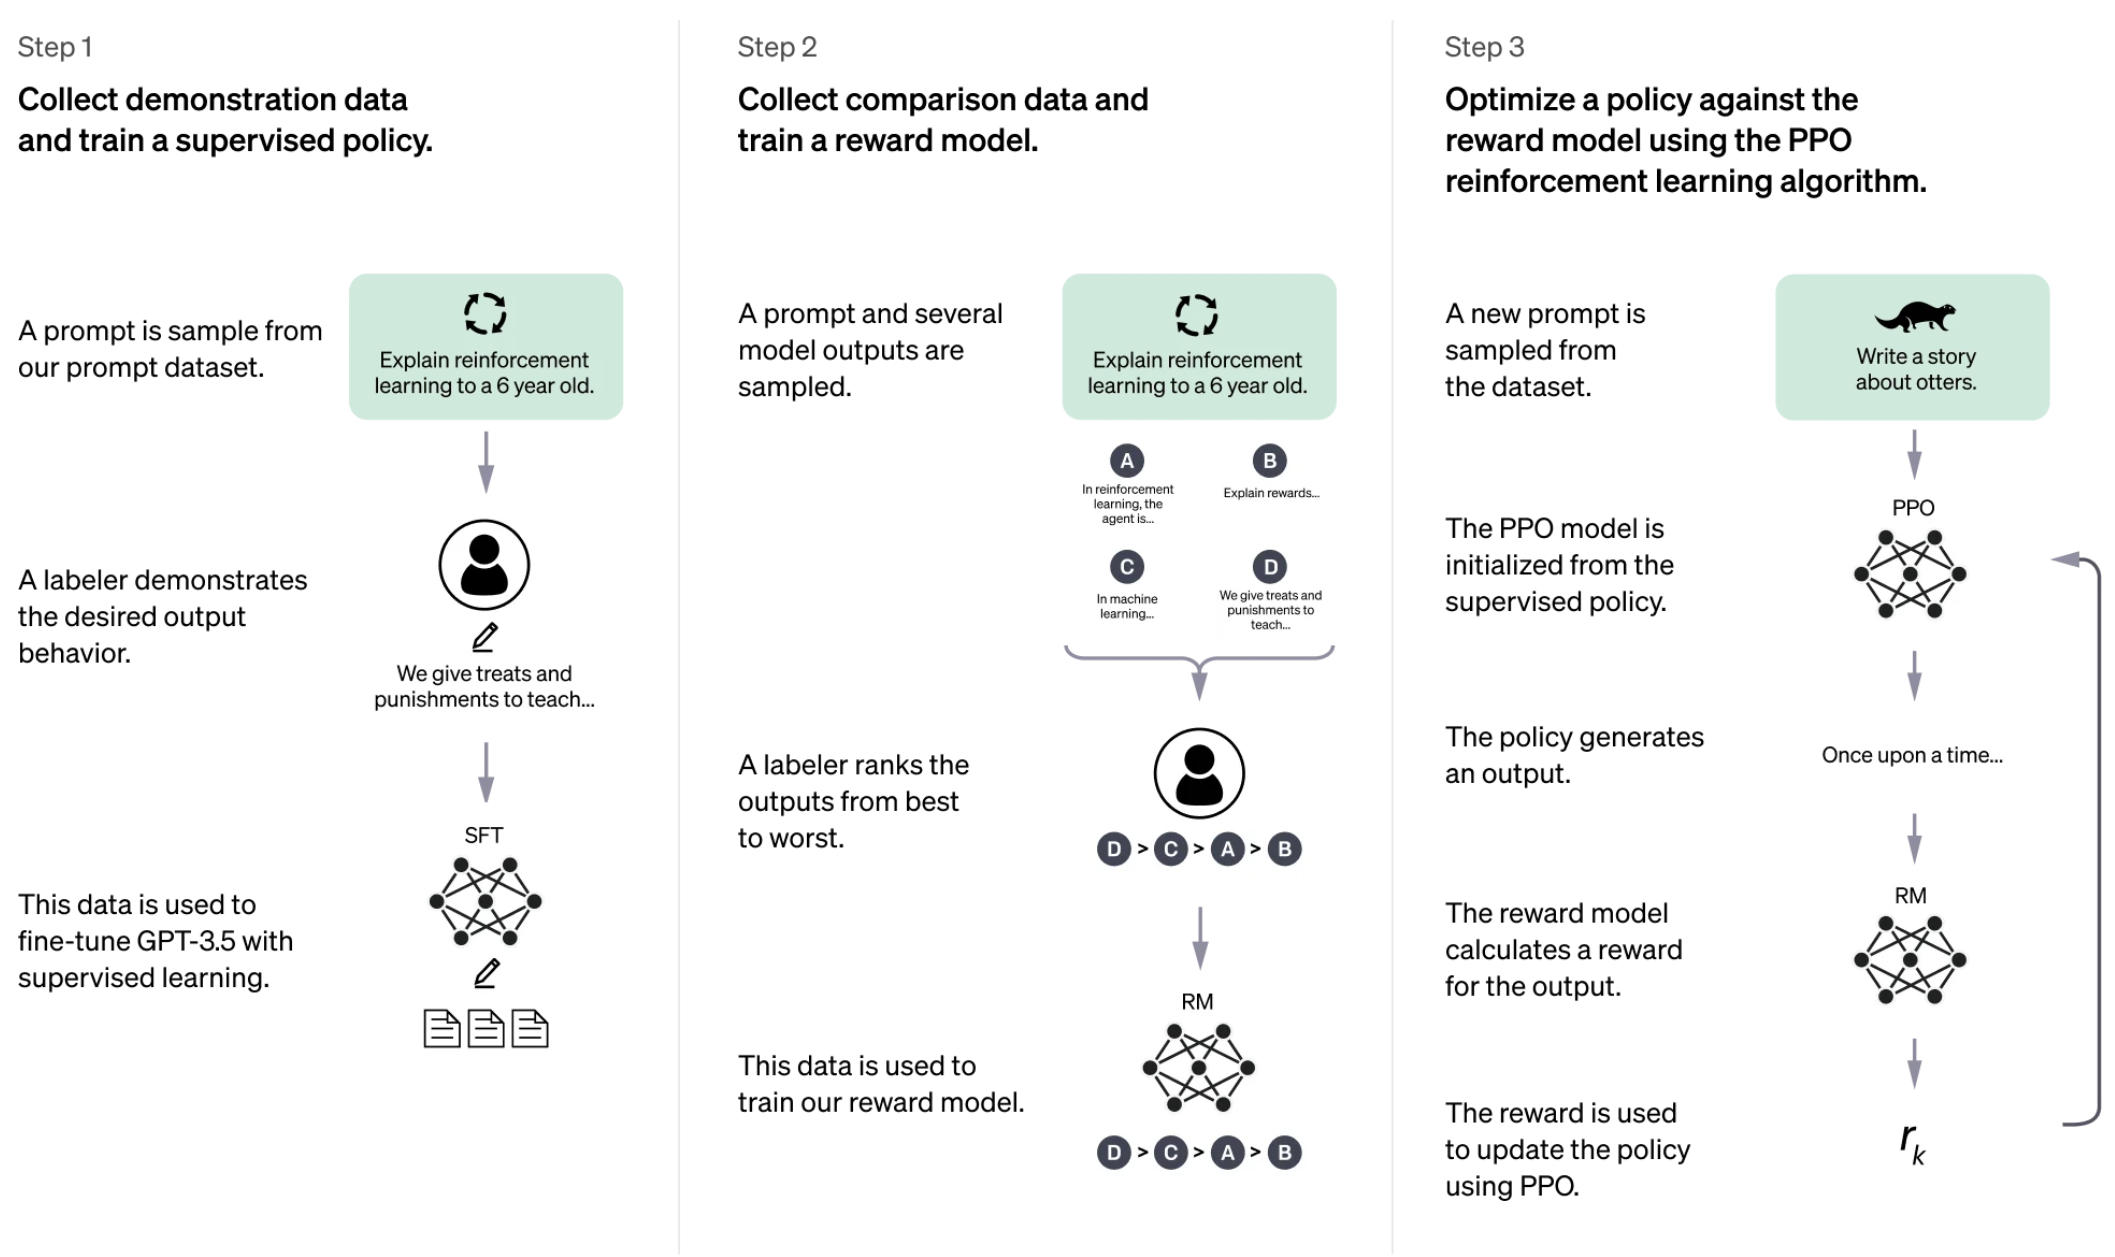 Step 1
Collect demonstration data
and train a supervised policy.
A prompt is sample from
our prompt dataset.
Explain reinforcement
learning to a 6 year old.
A labeler demonstrates
the desired output
behavior.
We give treats and
punishments to teach...
SFT
This data is used to
fine-tune GPT-3.5 with
supervised learning.
Step 2
Collect comparison data and
train a reward model.
A prompt and several
model outputs are
sampled.
Explain reinforcement
learning to a 6 year old.
A
In reinforcement
learning, the
agent is...
B
Explain rewards...
C
In machine
learning...
D
We give treats and
punishments to
teach...
A labeler ranks the
outputs from best
to worst.
D > C > A > B
RM
This data is used to
train our reward model.
D > C > A > B
Step 3
Optimize a policy against the
reward model using the PPO
reinforcement learning algorithm.
A new prompt is
sampled from
the dataset.
Write a story
about otters.
PPO
The PPO model is
initialized from the
supervised policy.
The policy generates
an output.
Once upon a time...
RM
The reward model
calculates a reward
for the output.
The reward is used
to update the policy
using PPO.
r_k